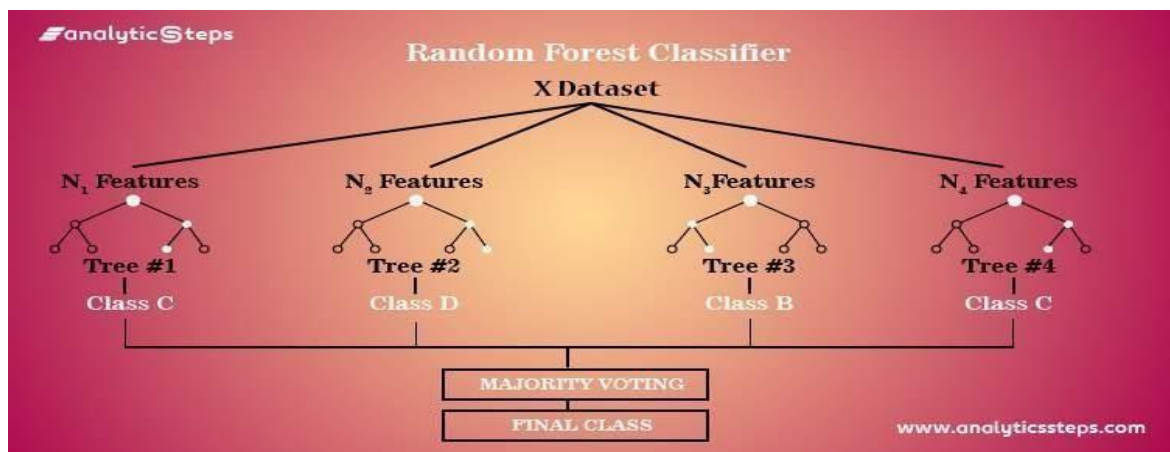 analyticSteps
Random Forest Classifier
X Dataset
N₁ Features N₂ Features N₃Features N₄ Features
Tree #1 Tree #2 Tree #3 Tree #4
Class C Class D Class B Class C
MAJORITY VOTING
FINAL CLASS
www.analyticssteps.com